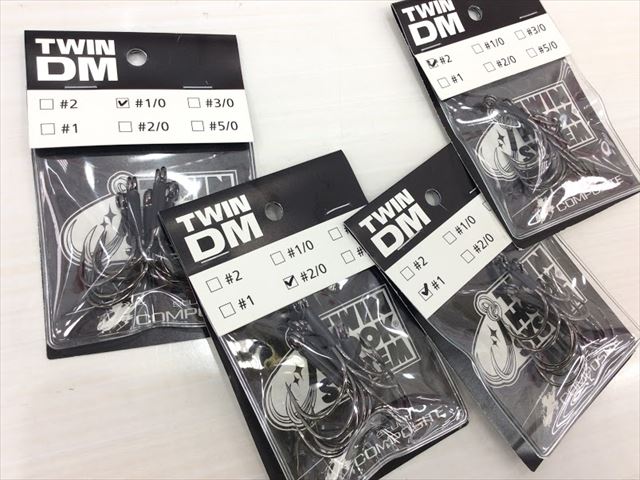 TWIN
DM
#2 ✓ #1/0 #3/0
#1 #2/0 #5/0
COMPOSITE
TWIN
DM
#2 #1/0
#1 ✓ #2/0
COMPOSITE
TWIN
DM
#2 #1/0
✓ #1 #2/0
✓ #2 #1/0 #3/0
#1 #2/0 #5/0
COMPOSITE